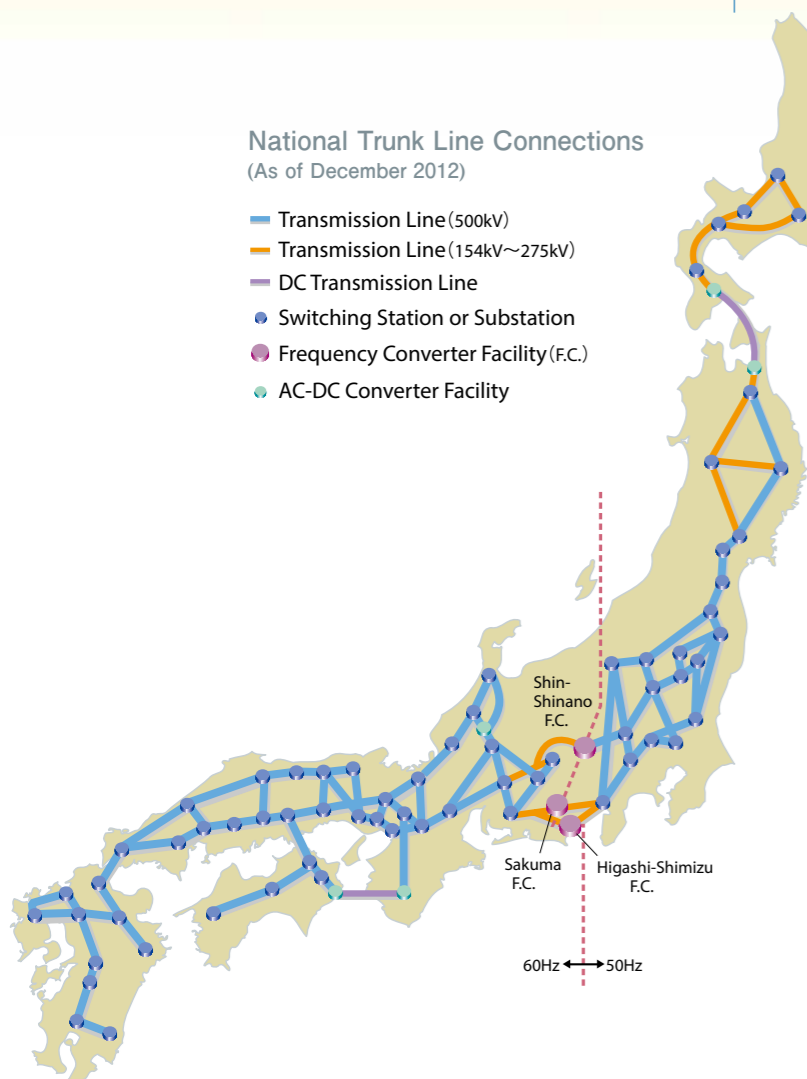 National Trunk Line Connections
(As of December 2012)
Transmission Line(500kV)
Transmission Line(154kV〜275kV)
DC Transmission Line
Switching Station or Substation
Frequency Converter Facility(F.C.)
AC-DC Converter Facility
Shin-
Shinano
F.C.
Sakuma
F.C.
Higashi-Shimizu
F.C.
60Hz
50Hz